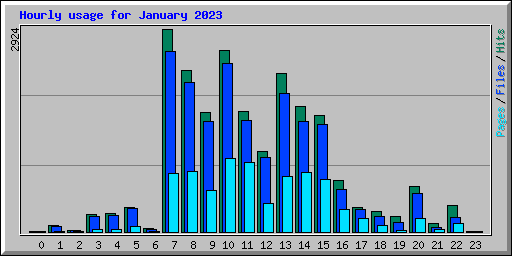 Hourly usage for January 2023
2924
Pages/Files/Hits
0 1 2 3 4 5 6 7 8 9 10 11 12 13 14 15 16 17 18 19 20 21 22 23